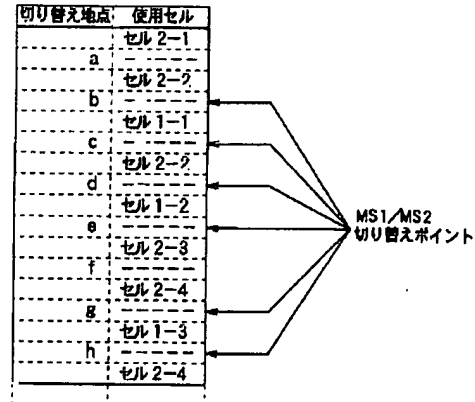 切り替え地点 使用セル
セル 2-1
a
セル 2-2
b
セル 1-1
c
セル 2-2
d
セル 1-2
e
セル 2-3
f
セル 2-4
g
セル 1-3
h
セル 2-4
MS1/MS2
切り替えポイント